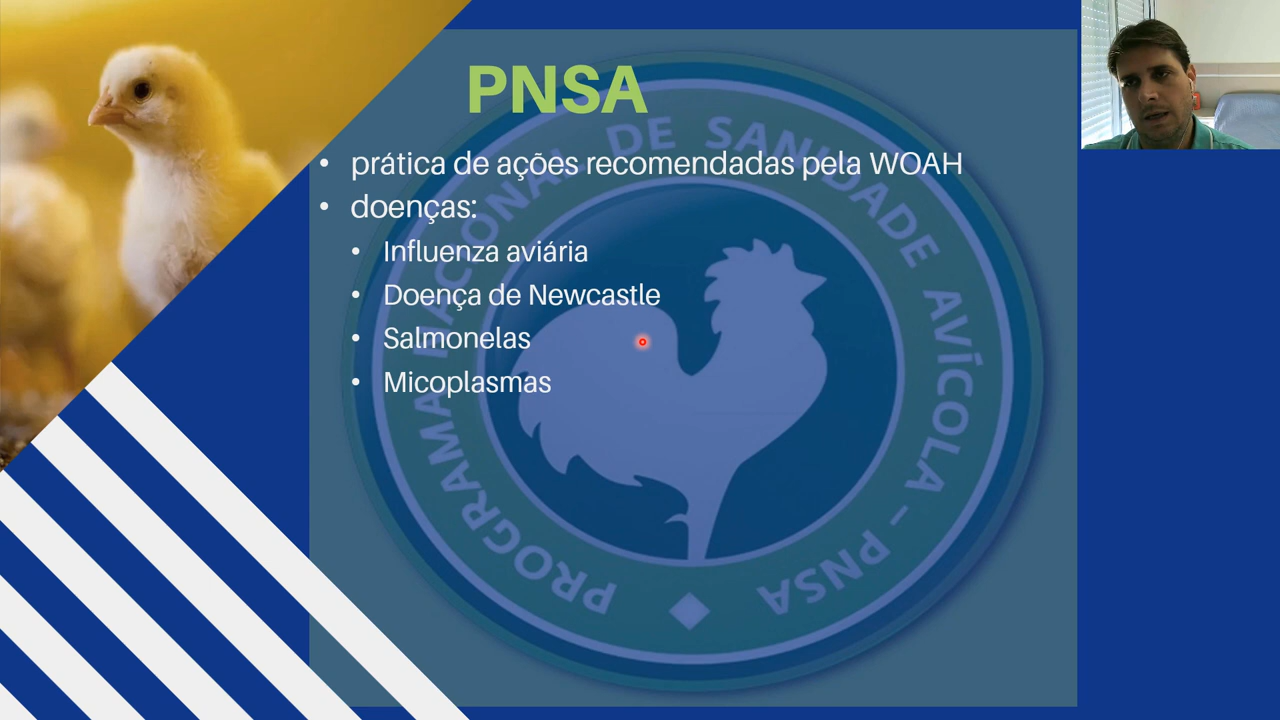 PNSA
• prática de ações recomendadas pela WOAH
• doenças:
• Influenza aviária
• Doença de Newcastle
• Salmonelas
• Micoplasmas
PROGRAMA NACIONAL DE SANIDADE AVÍCOLA - PNSA